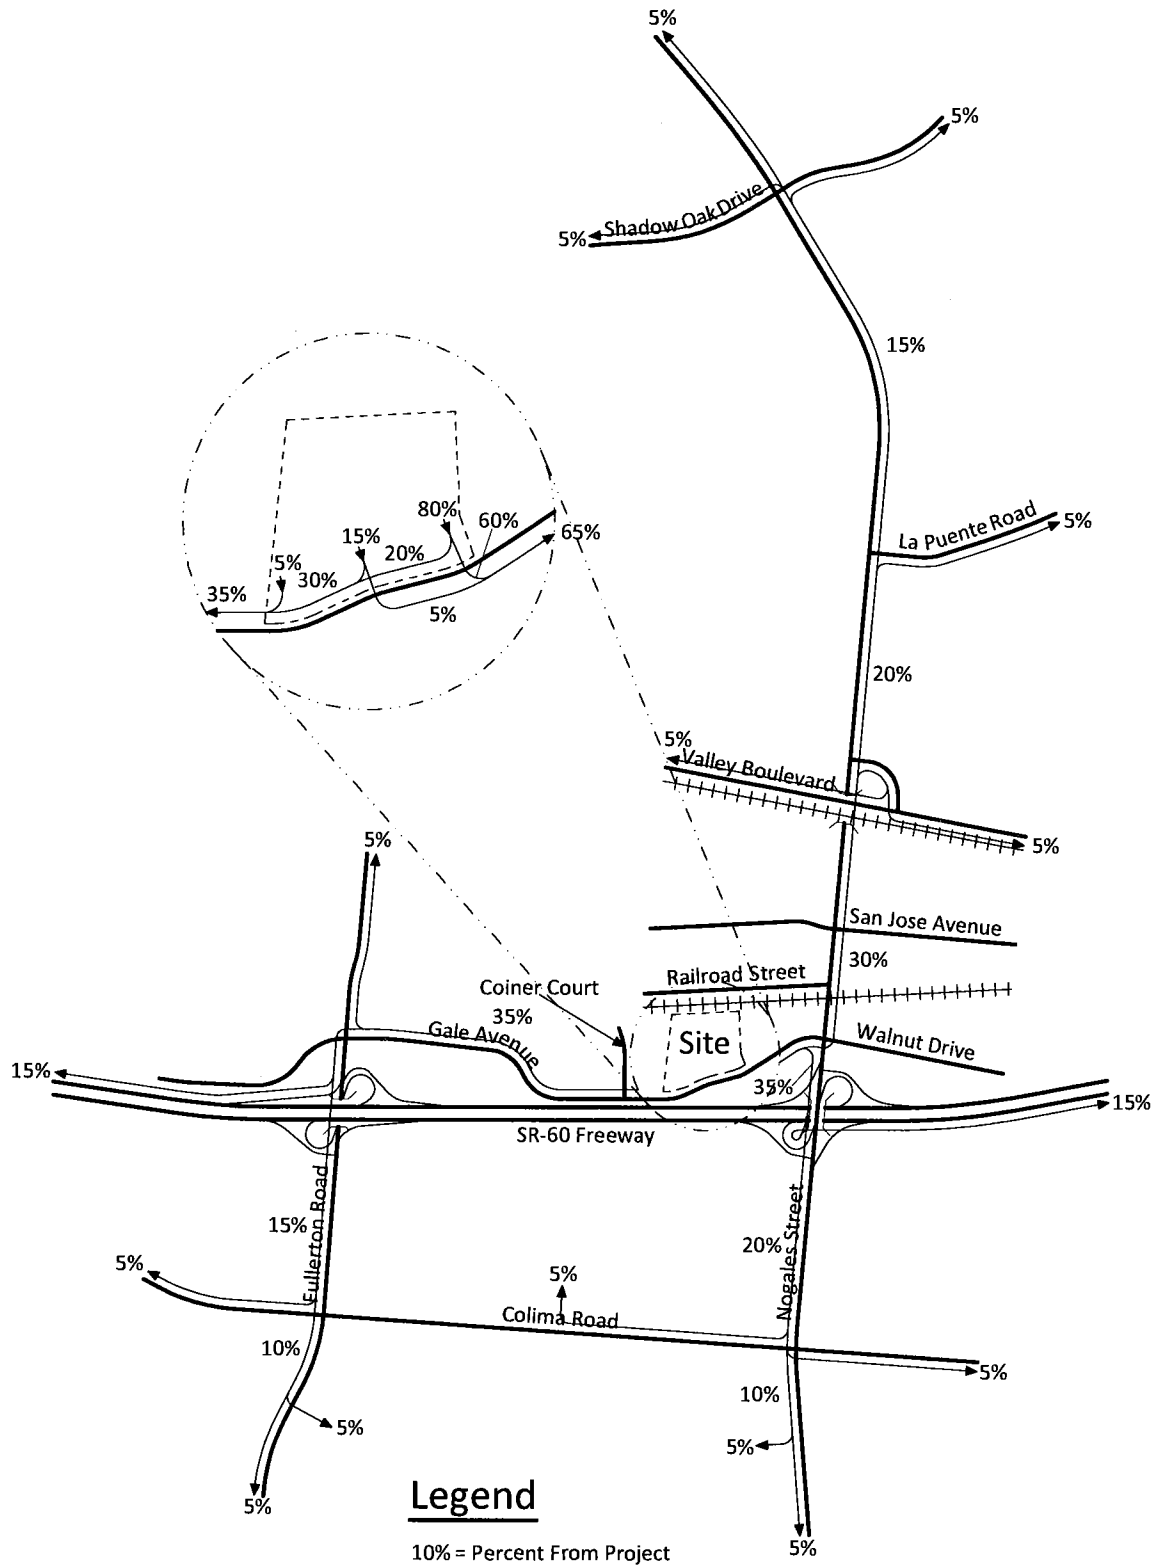 5%
5%
Shadow Oak Drive
5%
15%
80%
60%
15%
20%
65%
5%
30%
35%
5%
La Puente Road
5%
20%
5%
Valley Boulevard
5%
5%
San Jose Avenue
30%
Railroad Street
Coiner Court
35%
Gale Avenue
Site
Walnut Drive
15%
35%
15%
SR-60 Freeway
Fullerton Road
15%
Nogales Street
20%
5%
5%
Colima Road
10%
5%
10%
5%
5%
5%
5%
Legend
10% = Percent From Project